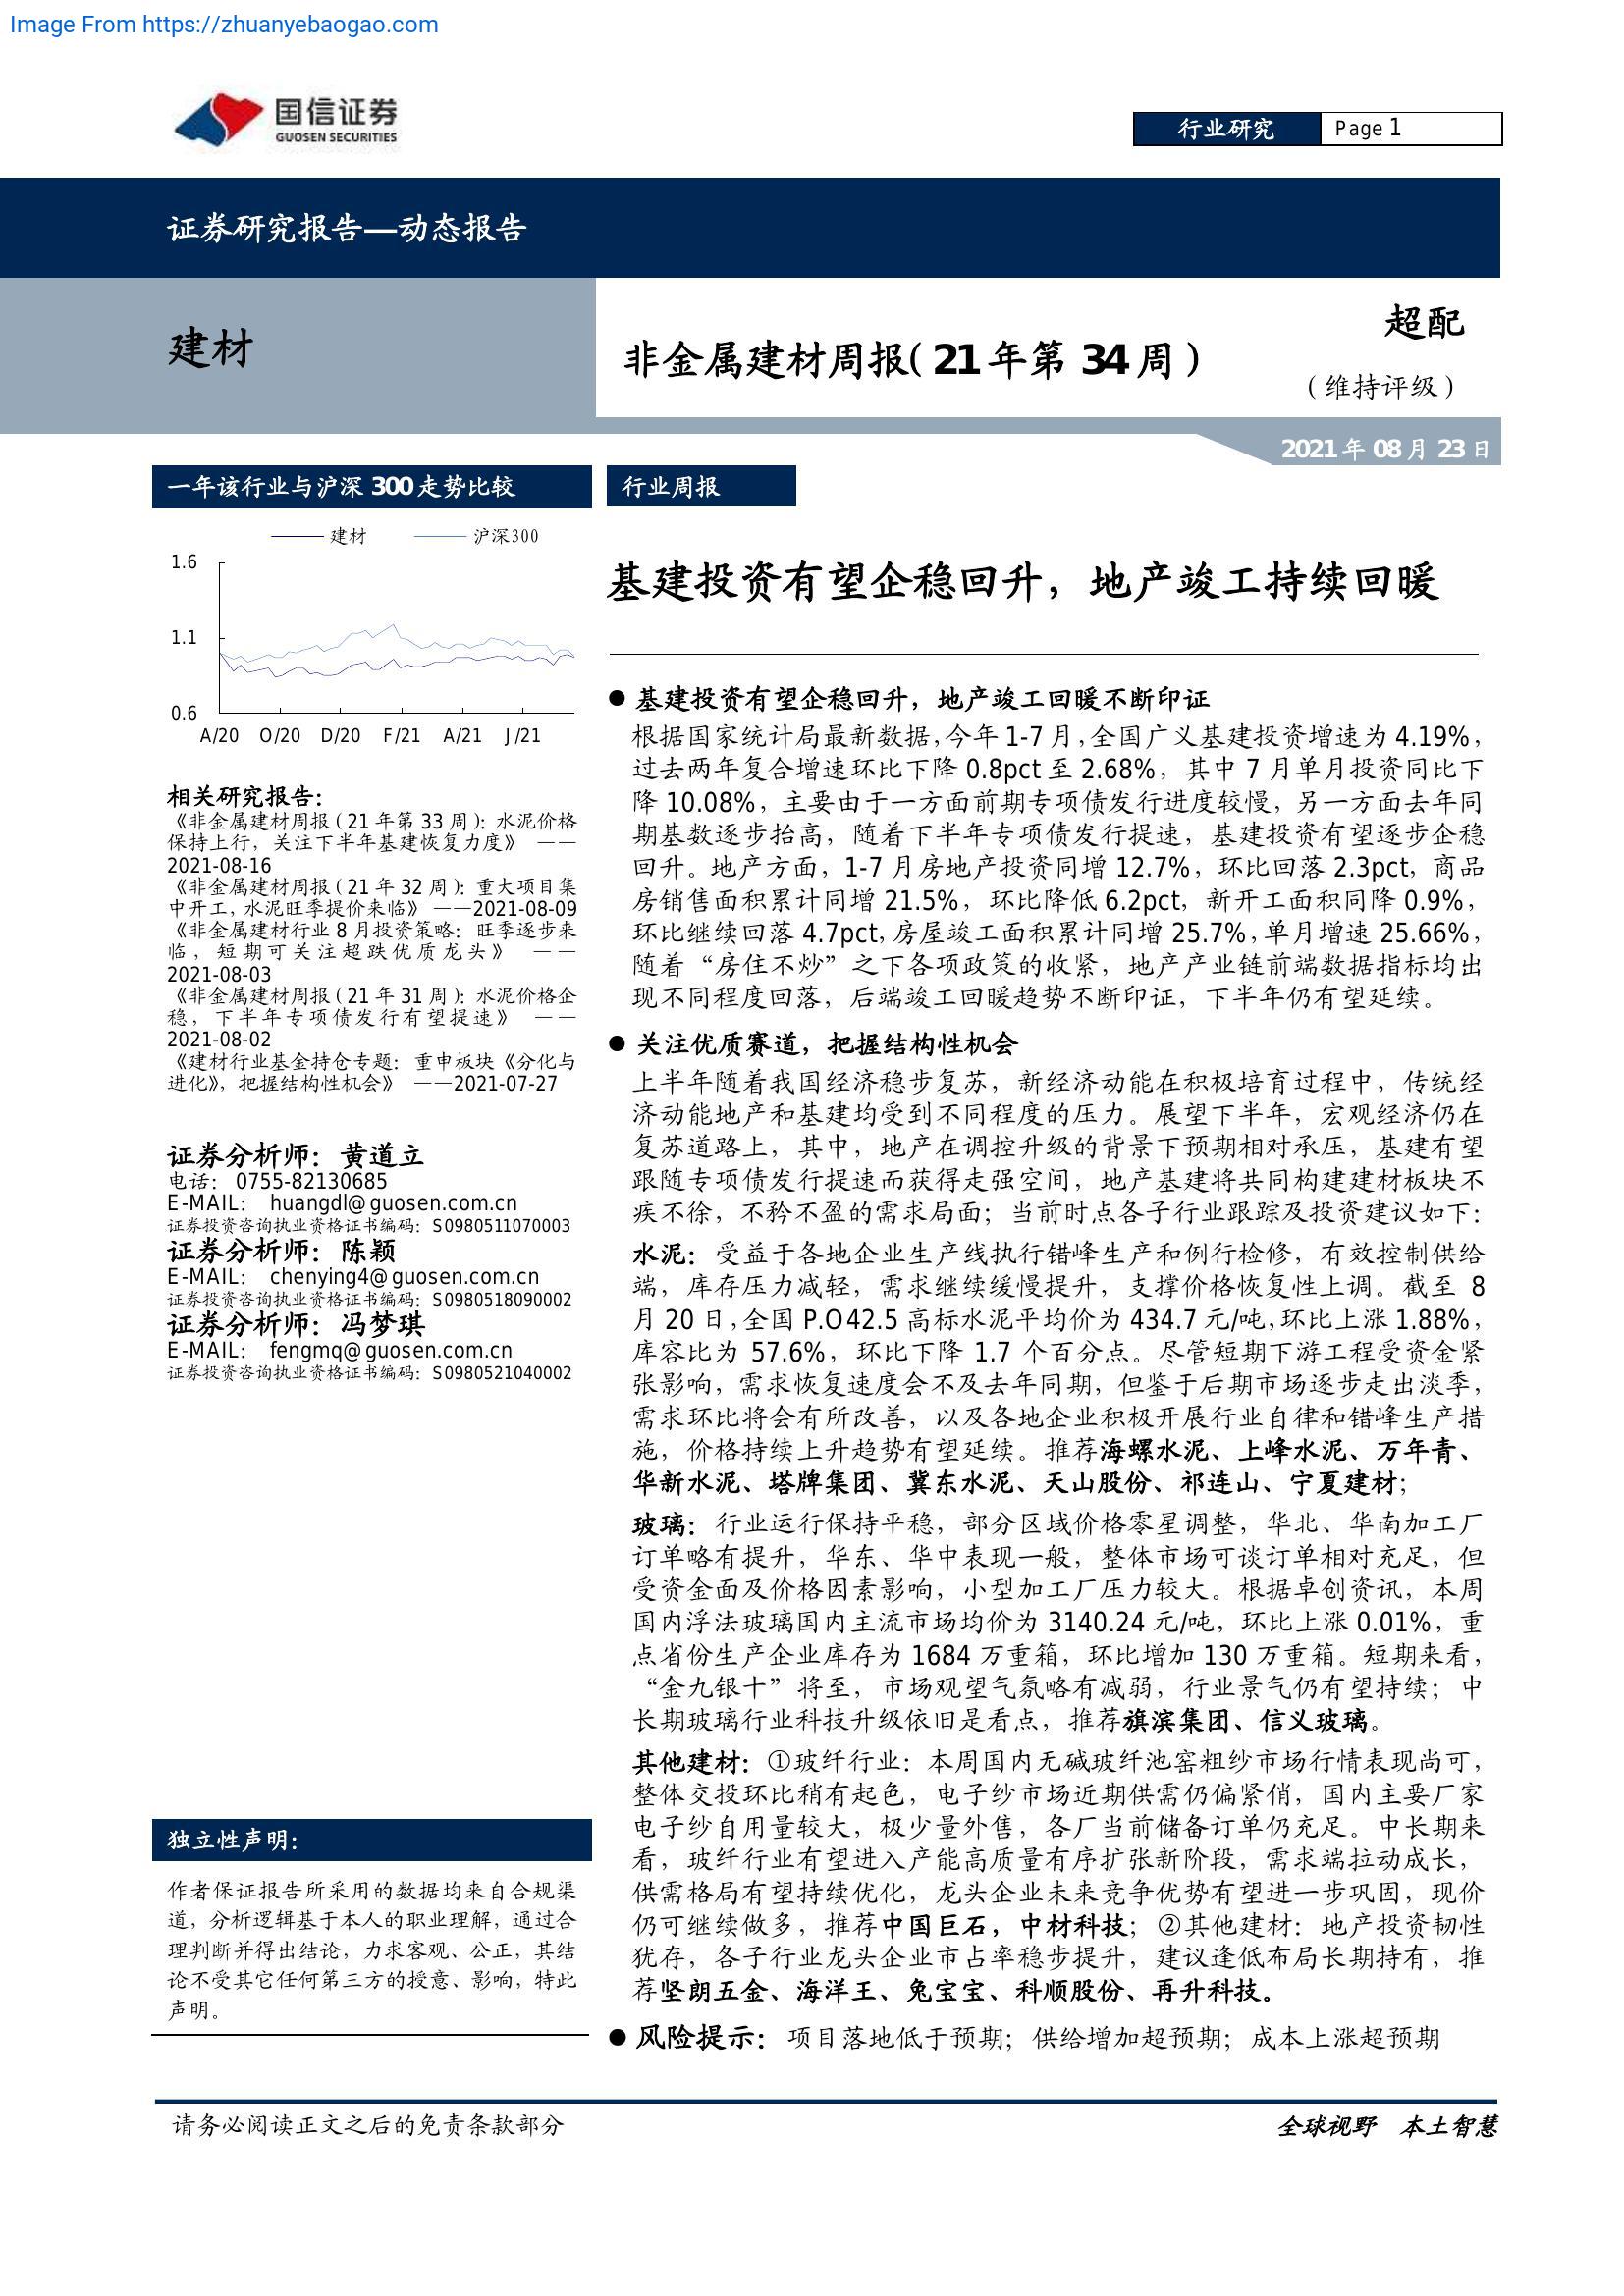 Image From https://zhuanyebaogao.com
国信证券
GUOSEN SECURITIES
行业研究
Page 1
证券研究报告—动态报告
建材
非金属建材周报(21年第 34周)
超配
(维持评级)
2021年 08月 23日
一年该行业与沪深 300走势比较
建材
沪深300
1.6
1.1
0.6
A/20 O/20 D/20 F/21 A/21 J/21
相关研究报告:
《非金属建材周报(21 年第 33 周):水泥价格
保持上行,关注下半年基建恢复力度》 ——
2021-08-16
《非金属建材周报(21 年 32 周):重大项目集
中开工,水泥旺季提价来临》 ——2021-08-09
《非金属建材行业 8 月投资策略:旺季逐步来
临,短期可关注超跌优质龙头》 ——
2021-08-03
《非金属建材周报(21 年 31 周):水泥价格企
稳,下半年专项债发行有望提速》 ——
2021-08-02
《建材行业基金持仓专题:重申板块《分化与
进化》,把握结构性机会》 ——2021-07-27
证券分析师:黄道立
电话: 0755-82130685
E-MAIL: huangdl@guosen.com.cn
证券投资咨询执业资格证书编码:S0980511070003
证券分析师:陈颖
E-MAIL: chenying4@guosen.com.cn
证券投资咨询执业资格证书编码:S0980518090002
证券分析师:冯梦琪
E-MAIL: fengmq@guosen.com.cn
证券投资咨询执业资格证书编码:S0980521040002
独立性声明:
作者保证报告所采用的数据均来自合规渠
道,分析逻辑基于本人的职业理解,通过合
理判断并得出结论,力求客观、公正,其结
论不受其它任何第三方的授意、影响,特此
声明。
行业周报
基建投资有望企稳回升,地产竣工持续回暖
● 基建投资有望企稳回升,地产竣工回暖不断印证
根据国家统计局最新数据,今年 1-7 月,全国广义基建投资增速为 4.19%,
过去两年复合增速环比下降 0.8pct 至 2.68%,其中 7 月单月投资同比下
降 10.08%,主要由于一方面前期专项债发行进度较慢,另一方面去年同
期基数逐步抬高,随着下半年专项债发行提速,基建投资有望逐步企稳
回升。地产方面,1-7 月房地产投资同增 12.7%,环比回落 2.3pct,商品
房销售面积累计同增 21.5%,环比降低 6.2pct,新开工面积同降 0.9%,
环比继续回落 4.7pct,房屋竣工面积累计同增 25.7%,单月增速 25.66%,
随着“房住不炒”之下各项政策的收紧,地产产业链前端数据指标均出
现不同程度回落,后端竣工回暖趋势不断印证,下半年仍有望延续。
● 关注优质赛道,把握结构性机会
上半年随着我国经济稳步复苏,新经济动能在积极培育过程中,传统经
济动能地产和基建均受到不同程度的压力。展望下半年,宏观经济仍在
复苏道路上,其中,地产在调控升级的背景下预期相对承压,基建有望
跟随专项债发行提速而获得走强空间,地产基建将共同构建建材板块不
疾不徐,不矜不盈的需求局面;当前时点各子行业跟踪及投资建议如下:
水泥:受益于各地企业生产线执行错峰生产和例行检修,有效控制供给
端,库存压力减轻,需求继续缓慢提升,支撑价格恢复性上调。截至 8
月 20 日,全国 P.O42.5 高标水泥平均价为 434.7 元/吨,环比上涨 1.88%,
库容比为 57.6%,环比下降 1.7 个百分点。尽管短期下游工程受资金紧
张影响,需求恢复速度会不及去年同期,但鉴于后期市场逐步走出淡季,
需求环比将会有所改善,以及各地企业积极开展行业自律和错峰生产措
施,价格持续上升趋势有望延续。推荐海螺水泥、上峰水泥、万年青、
华新水泥、塔牌集团、冀东水泥、天山股份、祁连山、宁夏建材;
玻璃:行业运行保持平稳,部分区域价格零星调整,华北、华南加工厂
订单略有提升,华东、华中表现一般,整体市场可谈订单相对充足,但
受资金面及价格因素影响,小型加工厂压力较大。根据卓创资讯,本周
国内浮法玻璃国内主流市场均价为 3140.24 元/吨,环比上涨 0.01%,重
点省份生产企业库存为 1684 万重箱,环比增加 130 万重箱。短期来看,
“金九银十”将至,市场观望气氛略有减弱,行业景气仍有望持续;中
长期玻璃行业科技升级依旧是看点,推荐旗滨集团、信义玻璃。
其他建材:①玻纤行业:本周国内无碱玻纤池窑粗纱市场行情表现尚可,
整体交投环比稍有起色,电子纱市场近期供需仍偏紧俏,国内主要厂家
电子纱自用量较大,极少量外售,各厂当前储备订单仍充足。中长期来
看,玻纤行业有望进入产能高质量有序扩张新阶段,需求端拉动成长,
供需格局有望持续优化,龙头企业未来竞争优势有望进一步巩固,现价
仍可继续做多,推荐中国巨石,中材科技;②其他建材:地产投资韧性
犹存,各子行业龙头企业市占率稳步提升,建议逢低布局长期持有,推
荐坚朗五金、海洋王、兔宝宝、科顺股份、再升科技。
● 风险提示:项目落地低于预期;供给增加超预期;成本上涨超预期
请务必阅读正文之后的免责条款部分
全球视野 本土智慧